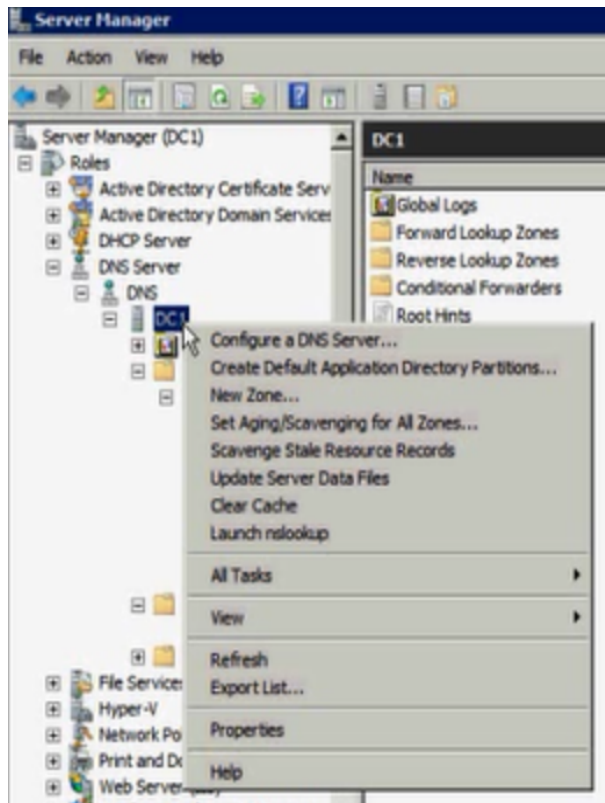 Server Manager
File Action View Help
Server Manager (DC1)
Roles
Active Directory Certificate Serv
Active Directory Domain Services
DHCP Server
DNS Server
DNS
DC1
File Services
Hyper-V
Network Po
Print and Do
Web Server
DC1
Name
Global Logs
Forward Lookup Zones
Reverse Lookup Zones
Conditional Forwarders
Root Hints
Configure a DNS Server...
Create Default Application Directory Partitions...
New Zone...
Set Aging/Scavenging for All Zones...
Scavenge Stale Resource Records
Update Server Data Files
Clear Cache
Launch nslookup
All Tasks
View
Refresh
Export List...
Properties
Help